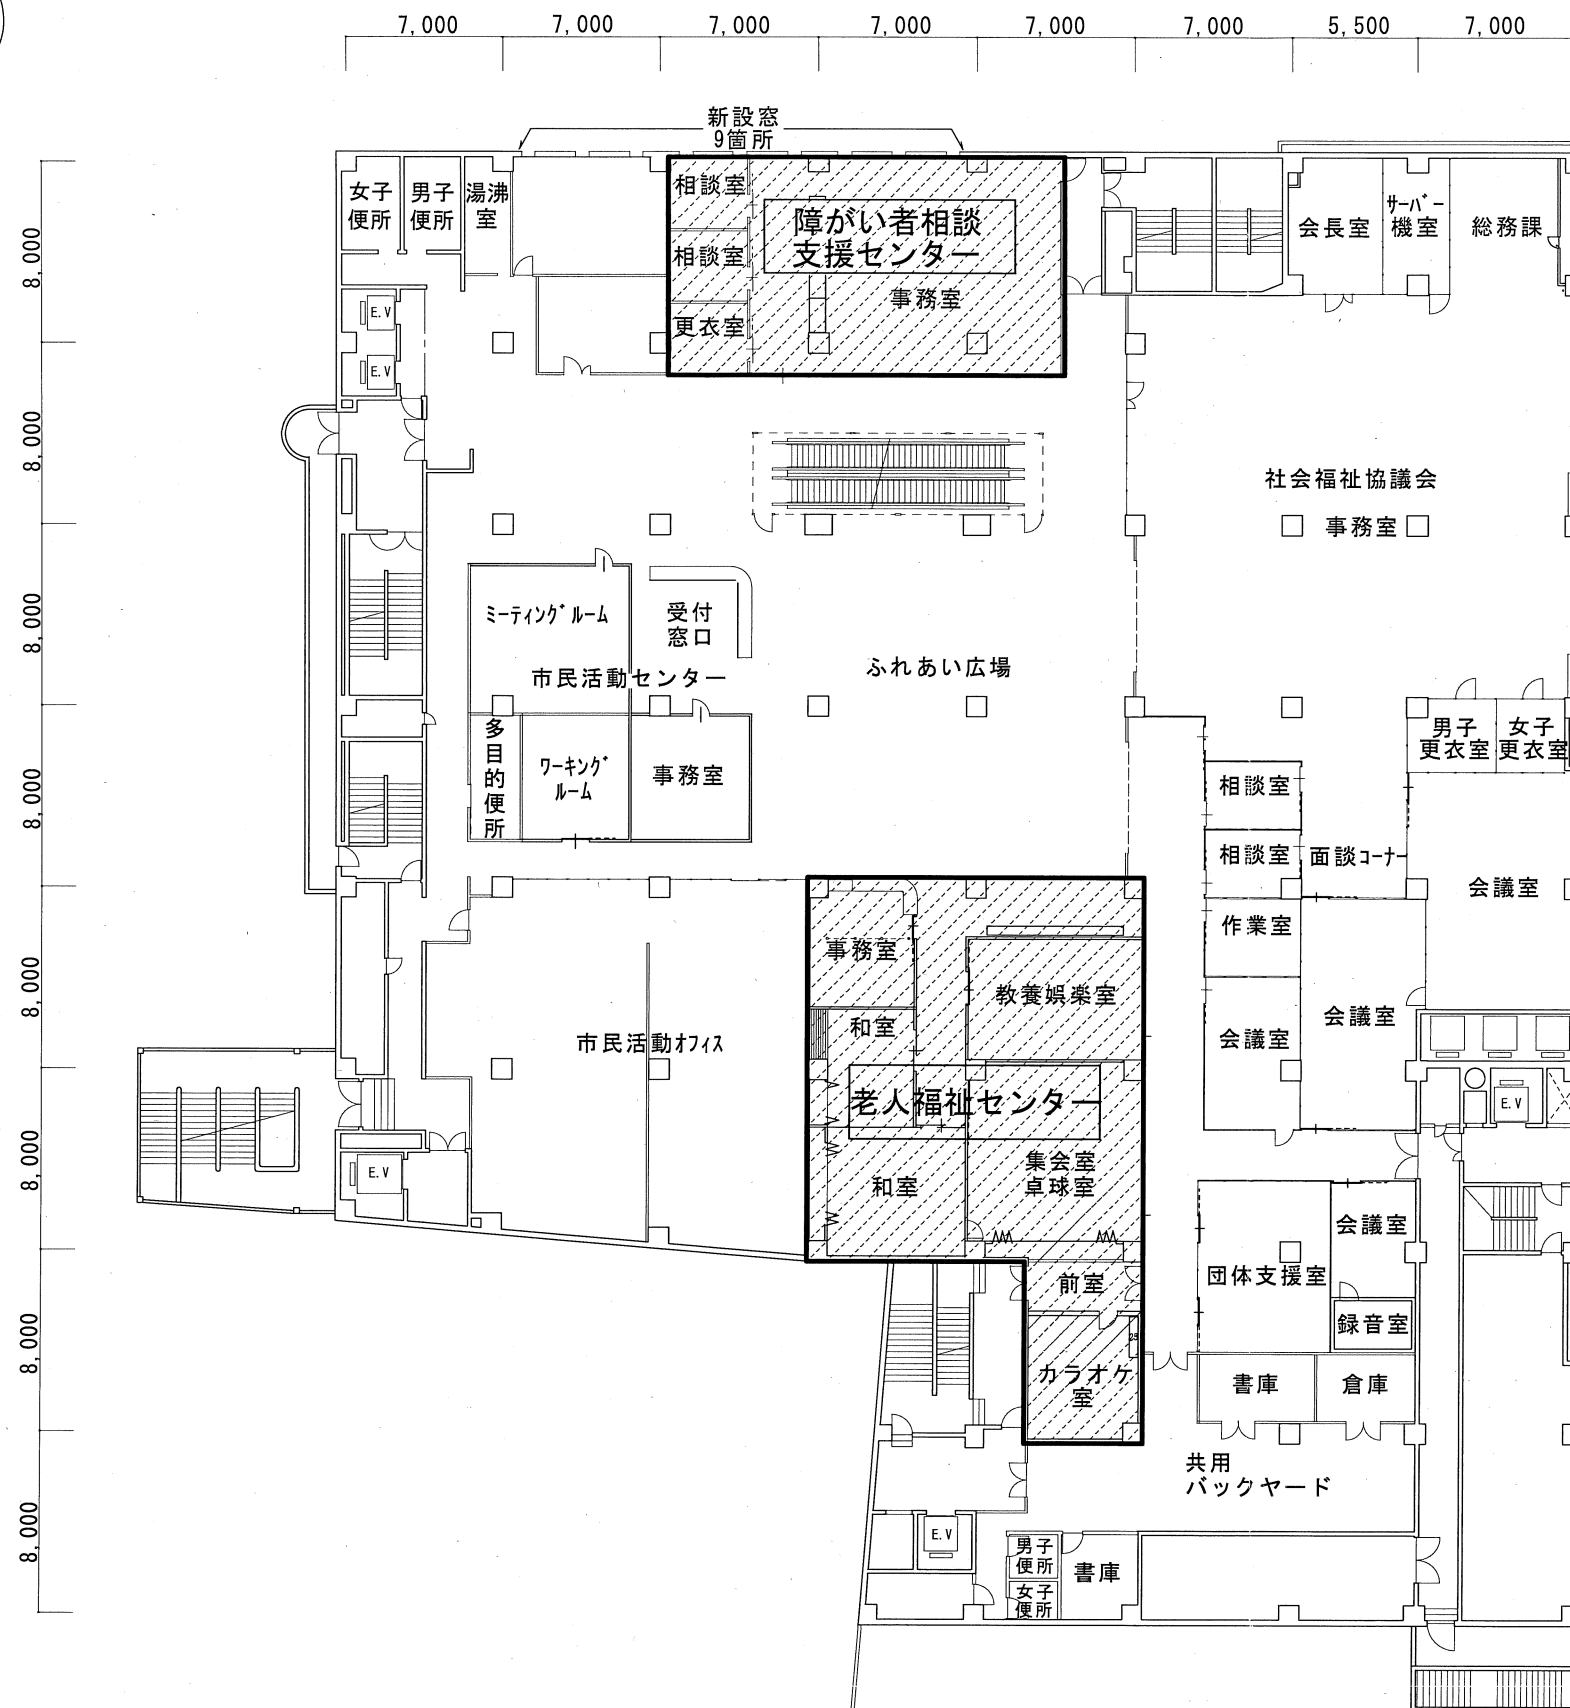 7,000
7,000
7,000
7,000
7,000
7,000
5,500
7,000
新設窓
9箇所
8,000
8,000
8,000
8,000
8,000
8,000
8,000
8,000
女子
便所
男子
便所
湯沸
室
相談室
相談室
更衣室
障がい者相談
支援センター
事務室
会長室
サーバー
機室
総務課
E.V
E.V
社会福祉協議会
事務室
ミーティングルーム
受付
窓口
市民活動センター
ふれあい広場
多目的便所
ワーキング
ルーム
事務室
男子
更衣室
女子
更衣室
相談室
相談室
面談コーナー
会議室
作業室
会議室
会議室
事務室
教養娯楽室
和室
市民活動オフィス
老人福祉センター
集会室
卓球室
和室
E.V
E.V
会議室
団体支援室
録音室
前室
カラオケ
室
書庫
倉庫
共用
バックヤード
E.V
男子
便所
女子
便所
書庫